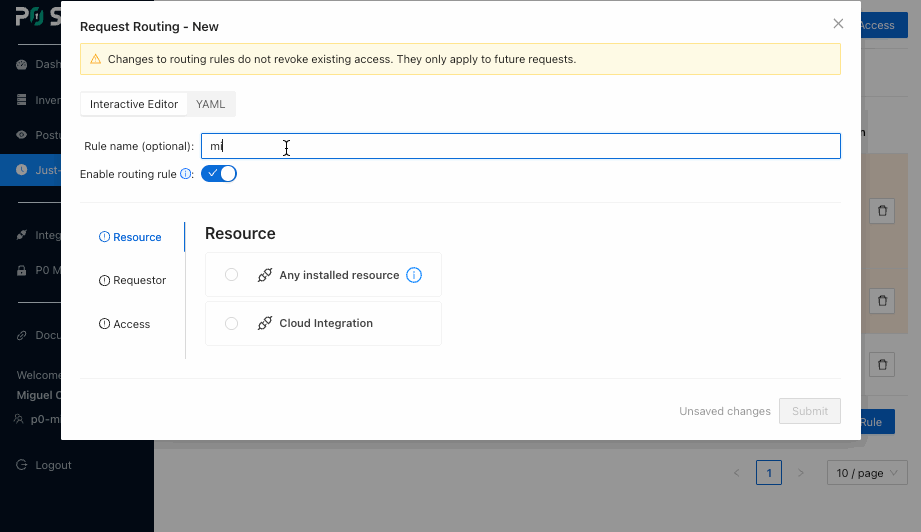 P0 S
Request Routing - New
Access
Changes to routing rules do not revoke existing access. They only apply to future requests.
Dash
Interactive Editor YAML
Inver
Postu
Rule name (optional): mi
Just-
Enable routing rule :
Resource
Resource
Integ
Any installed resource
P0 M
Requestor
Cloud Integration
Access
Docu
Welcome
Miguel C
Unsaved changes Submit
p0-mi
Rule
Logout
< 1 > 10 / page